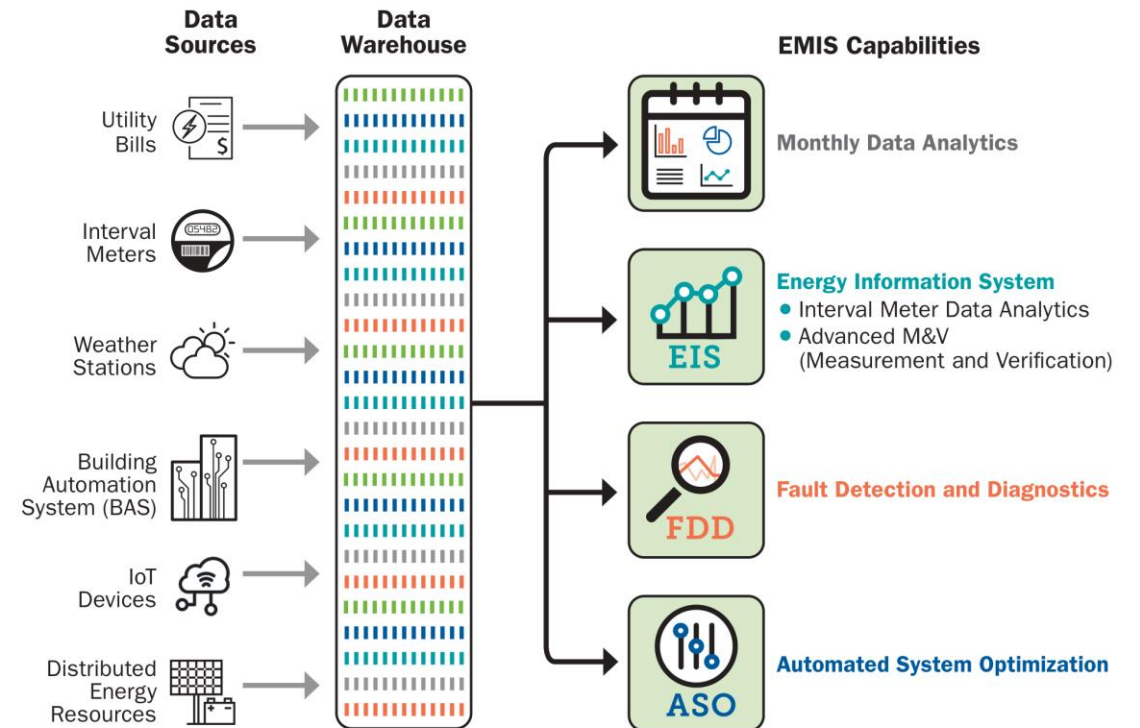 Data
Sources
Data
Warehouse
EMIS Capabilities
Utility
Bills
$
Interval
Meters
05482
Weather
Stations
Building
Automation
System (BAS)
IoT
Devices
Distributed
Energy
Resources
Monthly Data Analytics
EIS
Energy Information System
• Interval Meter Data Analytics
• Advanced M&V
(Measurement and Verification)
FDD
Fault Detection and Diagnostics
ASO
Automated System Optimization